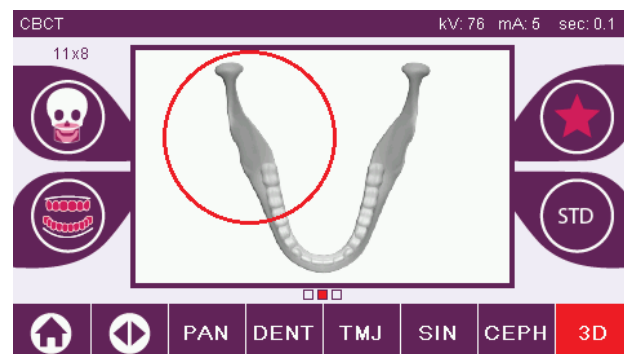 CBCT kV: 76 mA: 5 sec: 0.1
11x8
STD
PAN DENT TMJ SIN CEPH 3D